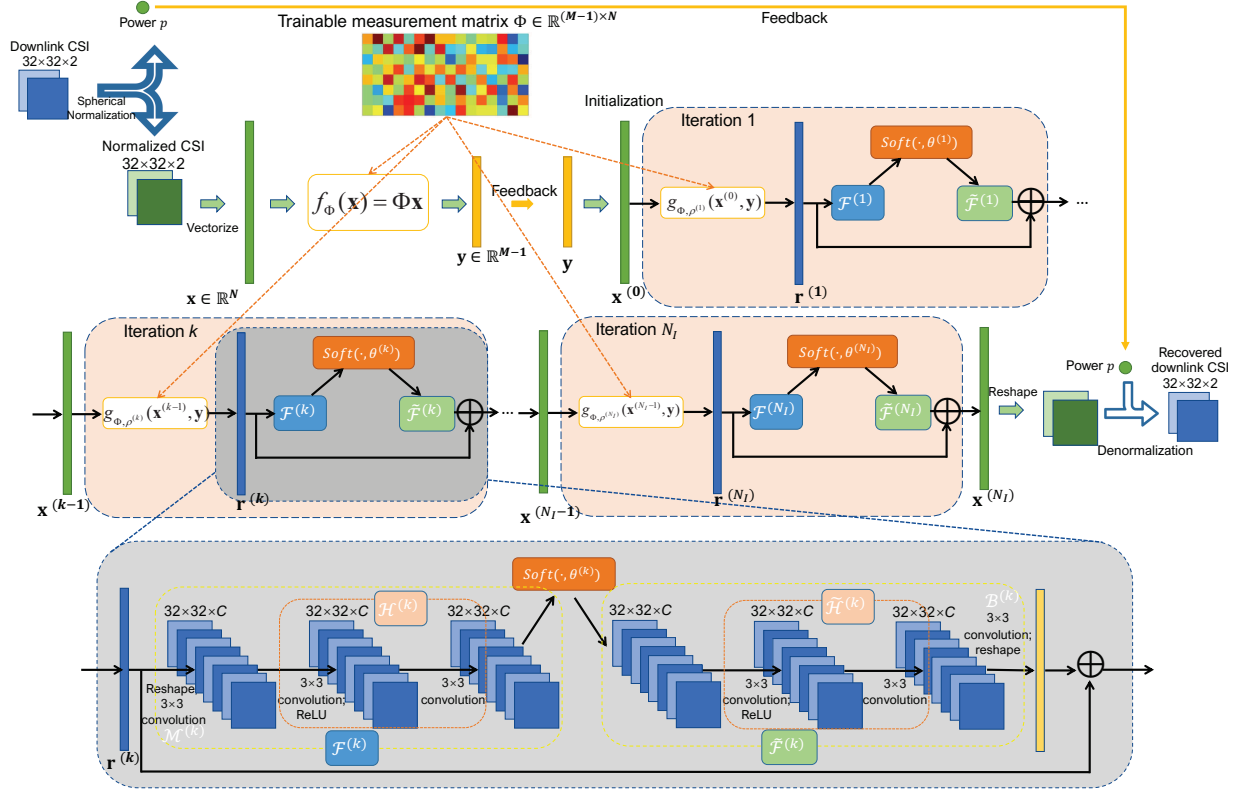 Power p
Trainable measurement matrix Φ ∈ ℝ^(M−1)×N
Feedback
Downlink CSI
32×32×2
Spherical
Normalization
Normalized CSI
32×32×2
Vectorize
x ∈ ℝ^N
f_Φ(x) = Φx
Feedback
y ∈ ℝ^M−1
y
Initialization
x^(0)
Iteration 1
g_Φ,ρ^(1)(x^(0), y)
r^(1)
Soft(·, θ^(1))
ℱ^(1)
ℱ̃^(1)
...
Iteration k
x^(k−1)
g_Φ,ρ^(k)(x^(k−1), y)
r^(k)
Soft(·, θ^(k))
ℱ^(k)
ℱ̃^(k)
...
x^(N_I−1)
Iteration N_I
g_Φ,ρ^(N_I)(x^(N_I−1), y)
r^(N_I)
Soft(·, θ^(N_I))
ℱ^(N_I)
ℱ̃^(N_I)
x^(N_I)
Reshape
Power p
Recovered
downlink CSI
32×32×2
Denormalization
r^(k)
32×32×C
Reshape;
3×3
convolution
ℳ^(k)
32×32×C
ℋ^(k)
3×3
convolution;
ReLU
32×32×C
3×3
convolution
ℱ^(k)
Soft(·, θ^(k))
32×32×C
32×32×C
ℋ̃^(k)
3×3
convolution;
ReLU
32×32×C
3×3
convolution
ℱ̃^(k)
ℬ^(k)
3×3
convolution;
reshape